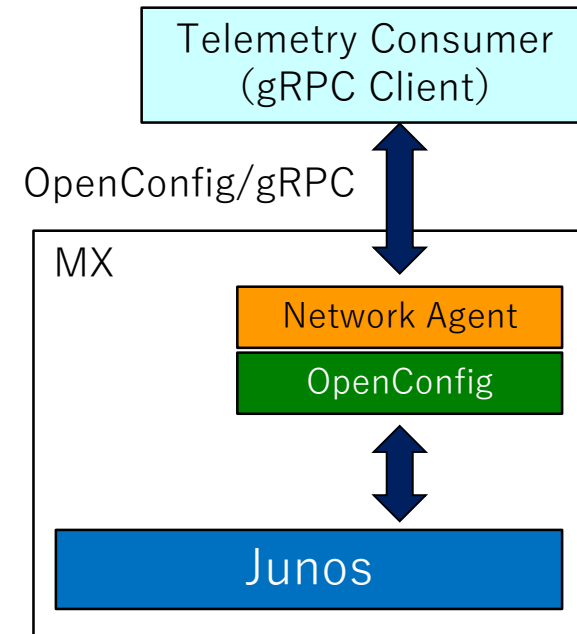 Telemetry Consumer
(gRPC Client)
OpenConfig/gRPC
MX
Network Agent
OpenConfig
Junos